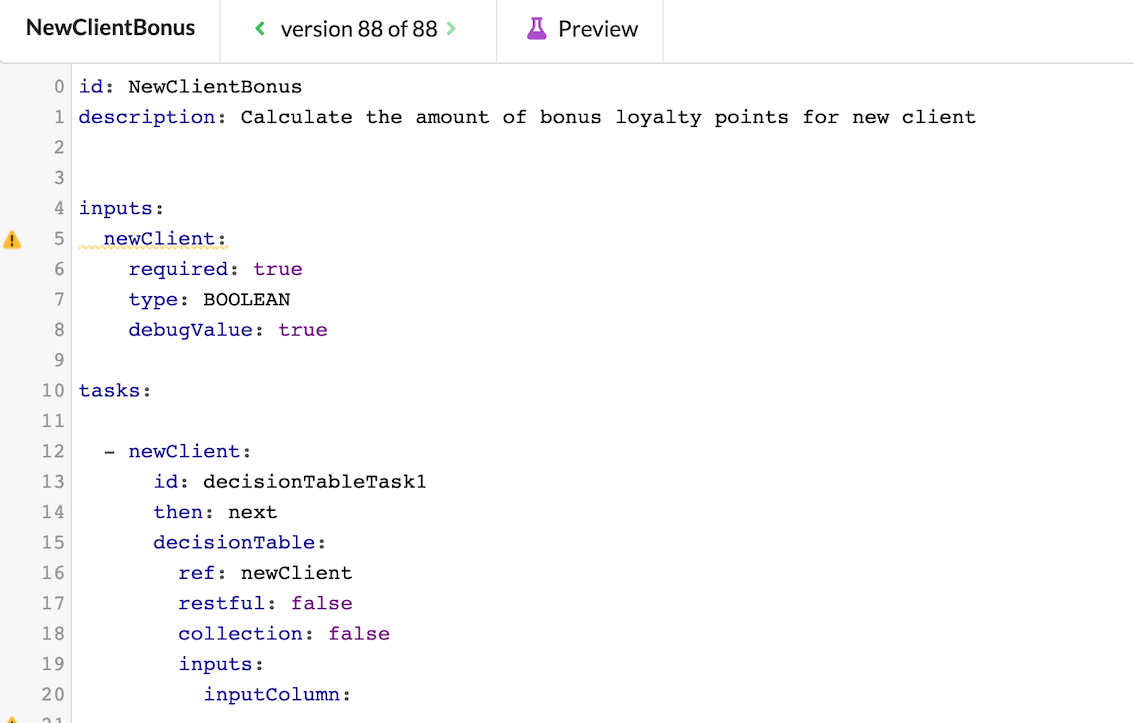 NewClientBonus version 88 of 88 Preview
0 id: NewClientBonus
1 description: Calculate the amount of bonus loyalty points for new client
2
3
4 inputs:
5 newClient:
6 required: true
7 type: BOOLEAN
8 debugValue: true
9
10 tasks:
11
12 - newClient:
13 id: decisionTableTask1
14 then: next
15 decisionTable:
16 ref: newClient
17 restful: false
18 collection: false
19 inputs:
20 inputColumn:
21